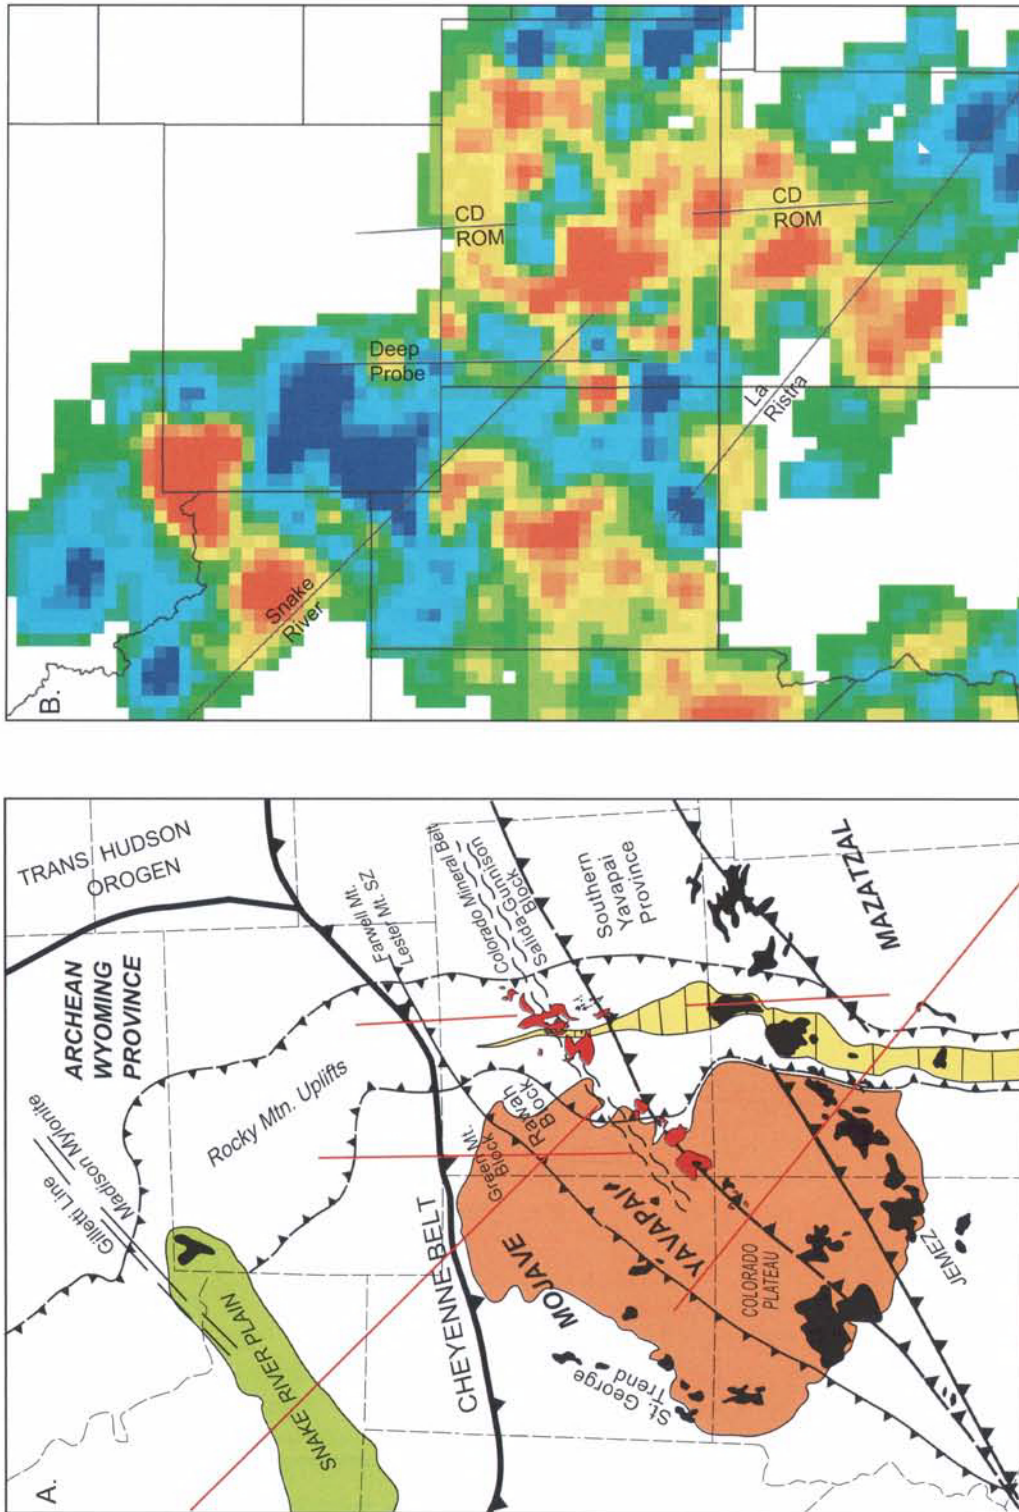 B.
CD
ROM
CD
ROM
Deep
Probe
La
Ristra
Snake
River
A.
TRANS HUDSON
OROGEN
ARCHEAN
WYOMING
PROVINCE
Farwell Mt.
Lester Mt. SZ
Colorado Mineral Belt
Salida-Gunnison
Block
Southern
Yavapai
Province
MAZATZAL
Rocky Mtn. Uplifts
Gilletti Line
Madison Mylonite
SNAKE RIVER PLAIN
CHEYENNE BELT
Green Mt.
Block
Rawah
Block
MOJAVE
YAVAPAI
COLORADO
PLATEAU
St. George
Trend
JEMEZ